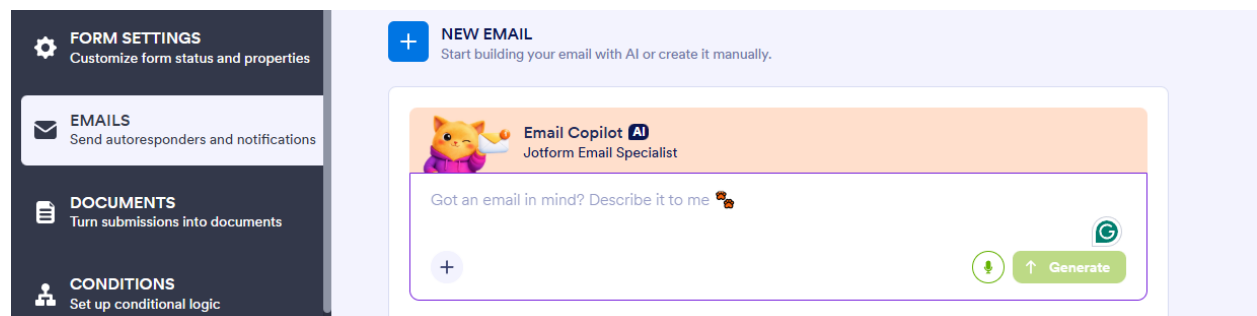 FORM SETTINGS
Customize form status and properties
EMAILS
Send autoresponders and notifications
DOCUMENTS
Turn submissions into documents
CONDITIONS
Set up conditional logic
NEW EMAIL
Start building your email with AI or create it manually.
Email Copilot AI
Jotform Email Specialist
Got an email in mind? Describe it to me
Generate